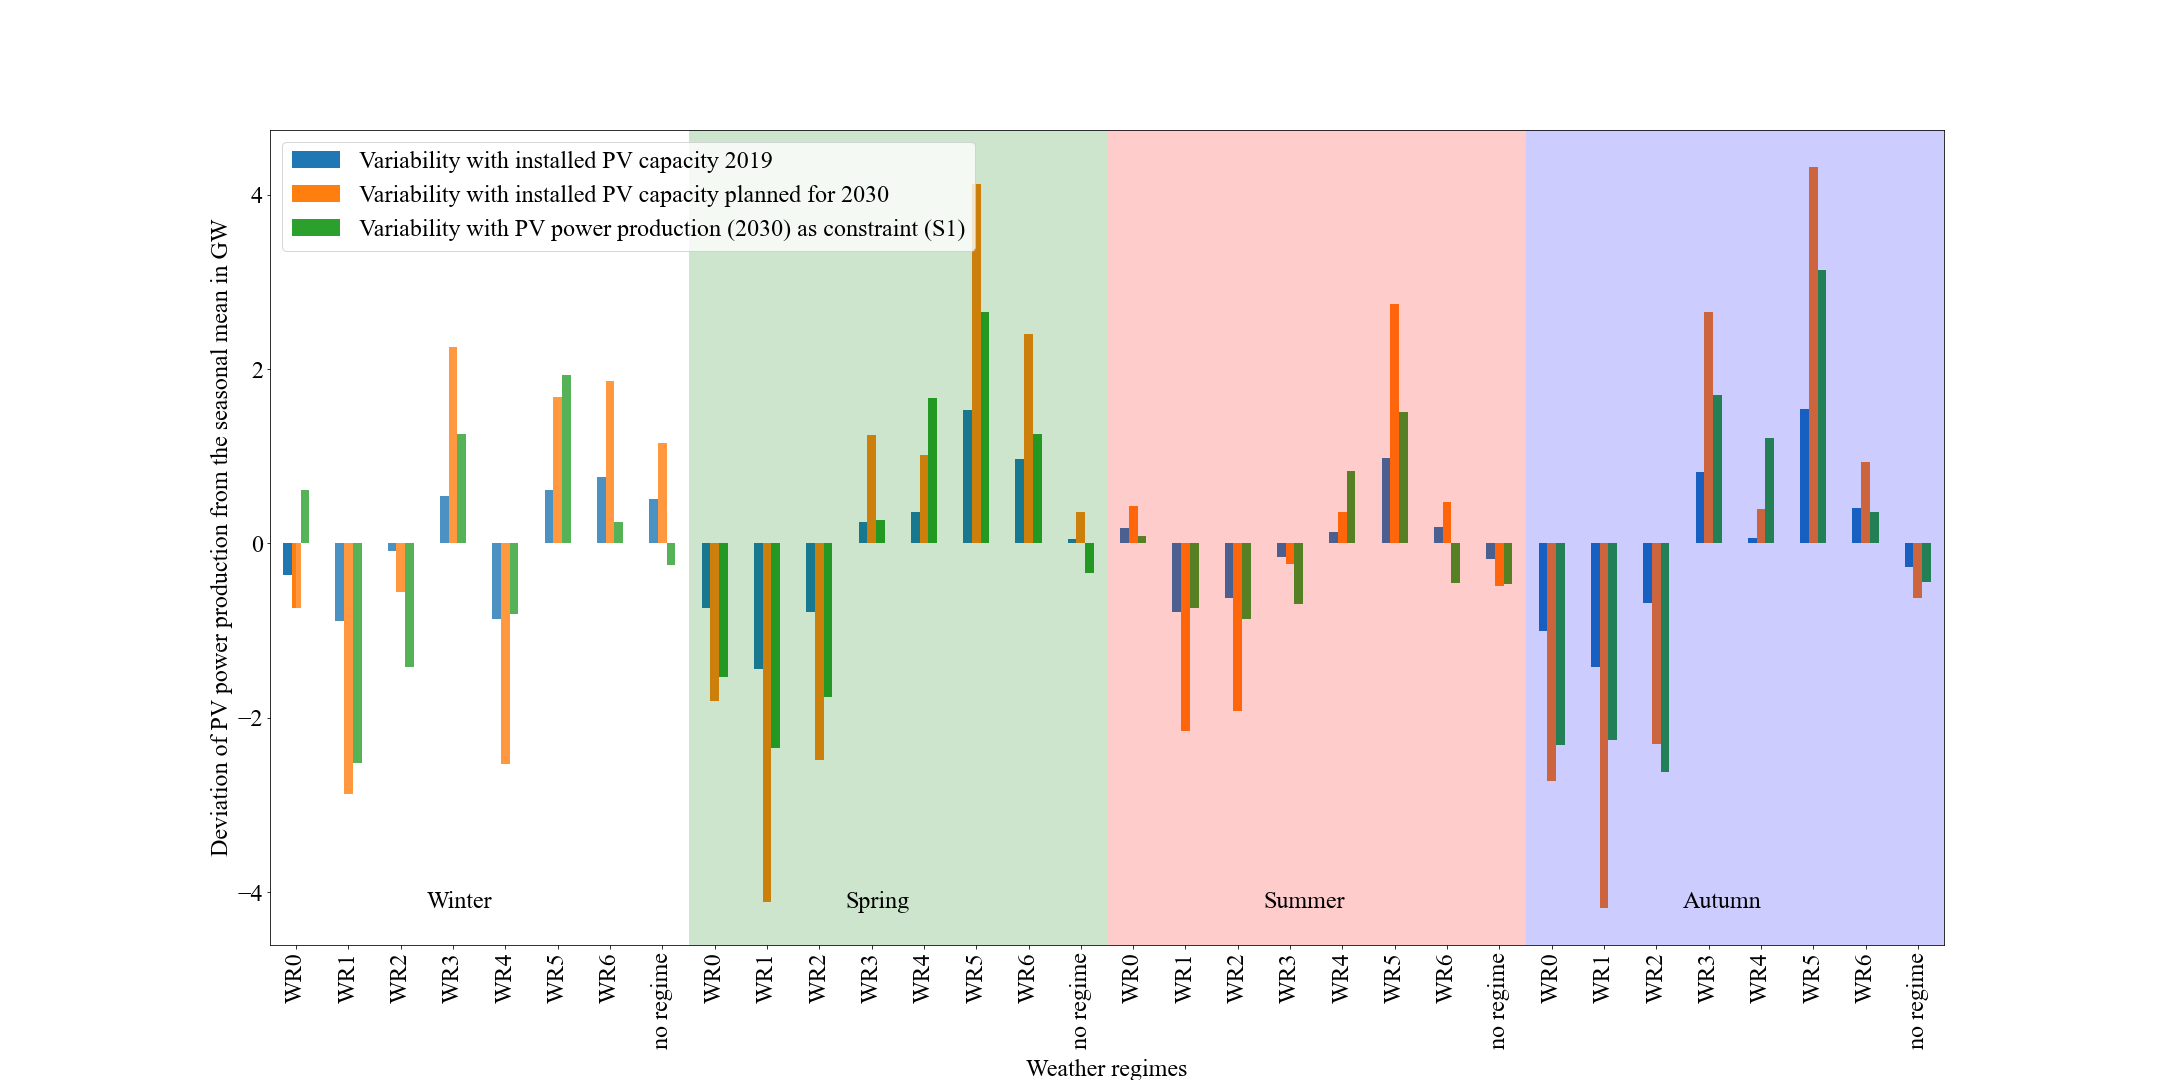 Variability with installed PV capacity 2019
Variability with installed PV capacity planned for 2030
Variability with PV power production (2030) as constraint (S1)
Deviation of PV power production from the seasonal mean in GW
4
2
0
−2
−4
Winter
Spring
Summer
Autumn
WR0
WR1
WR2
WR3
WR4
WR5
WR6
no regime
WR0
WR1
WR2
WR3
WR4
WR5
WR6
no regime
WR0
WR1
WR2
WR3
WR4
WR5
WR6
no regime
WR0
WR1
WR2
WR3
WR4
WR5
WR6
no regime
Weather regimes